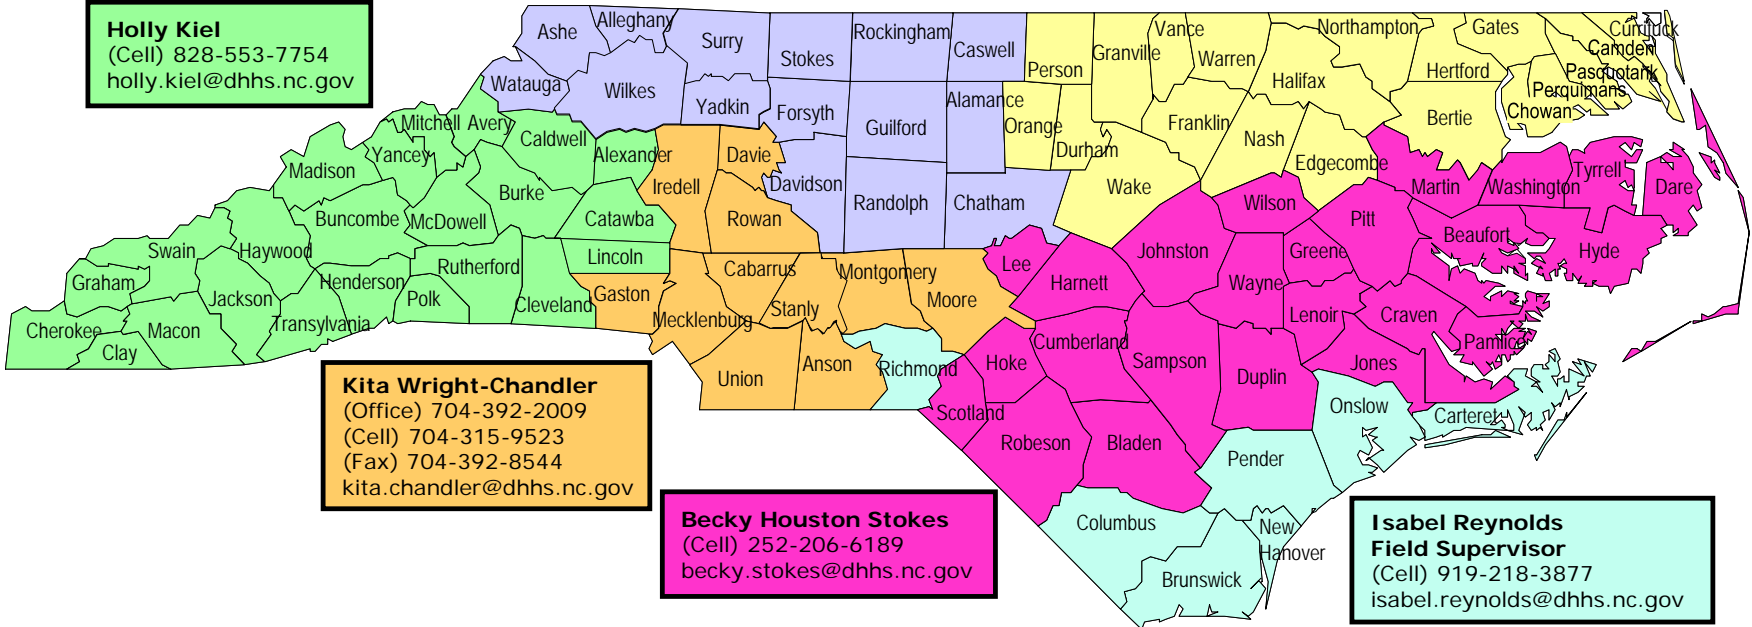 Holly Kiel
(Cell) 828-553-7754
holly.kiel@dhhs.nc.gov
Ashe
Alleghany
Surry
Stokes
Rockingham
Caswell
Person
Granville
Vance
Warren
Northampton
Gates
Currituck
Camden
Pasquotank
Perquimans
Chowan
Hertford
Halifax
Bertie
Watauga
Wilkes
Yadkin
Forsyth
Guilford
Alamance
Orange
Durham
Franklin
Nash
Edgecombe
Mitchell
Avery
Caldwell
Alexander
Davie
Iredell
Davidson
Randolph
Chatham
Wake
Martin
Washington
Tyrrell
Dare
Madison
Yancey
Burke
Catawba
Rowan
Wilson
Pitt
Beaufort
Hyde
Buncombe
McDowell
Swain
Haywood
Graham
Jackson
Henderson
Polk
Rutherford
Cleveland
Lincoln
Gaston
Cabarrus
Stanly
Montgomery
Moore
Lee
Harnett
Johnston
Wayne
Greene
Lenoir
Craven
Pamlico
Cherokee
Clay
Macon
Transylvania
Mecklenburg
Union
Anson
Richmond
Hoke
Cumberland
Sampson
Duplin
Jones
Scotland
Robeson
Bladen
Onslow
Carteret
Pender
Columbus
New
Hanover
Brunswick
Kita Wright-Chandler
(Office) 704-392-2009
(Cell) 704-315-9523
(Fax) 704-392-8544
kita.chandler@dhhs.nc.gov
Becky Houston Stokes
(Cell) 252-206-6189
becky.stokes@dhhs.nc.gov
Isabel Reynolds
Field Supervisor
(Cell) 919-218-3877
isabel.reynolds@dhhs.nc.gov